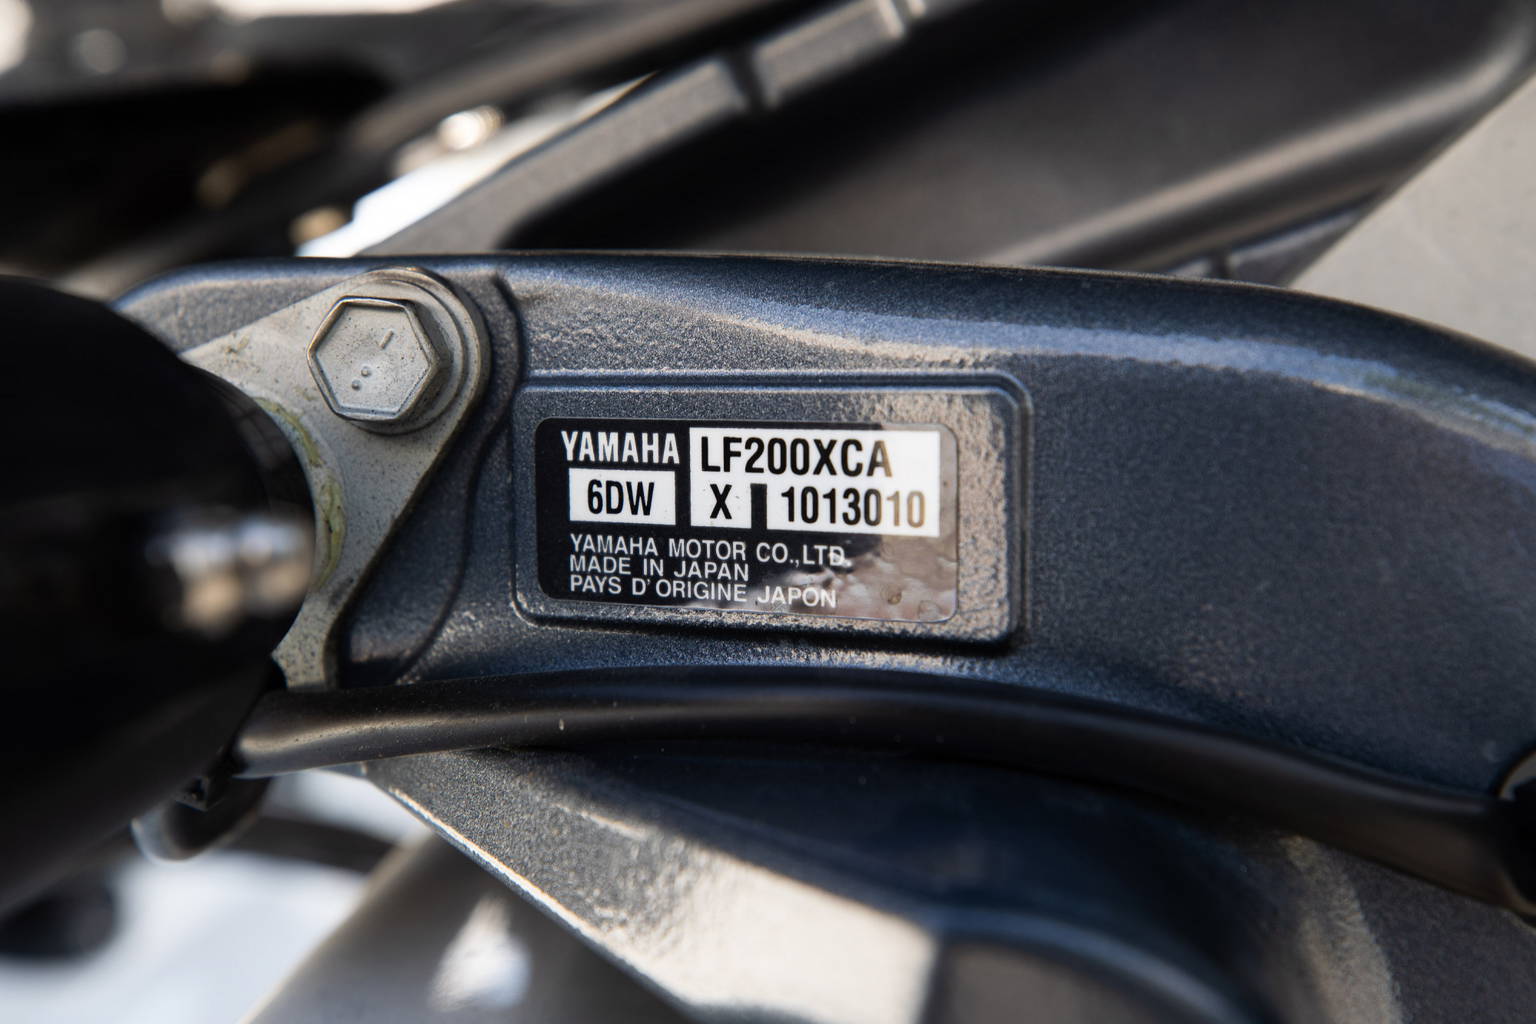 YAMAHA LF200XCA
6DW X 1013010
YAMAHA MOTOR CO.,LTD.
MADE IN JAPAN
PAYS D'ORIGINE JAPON